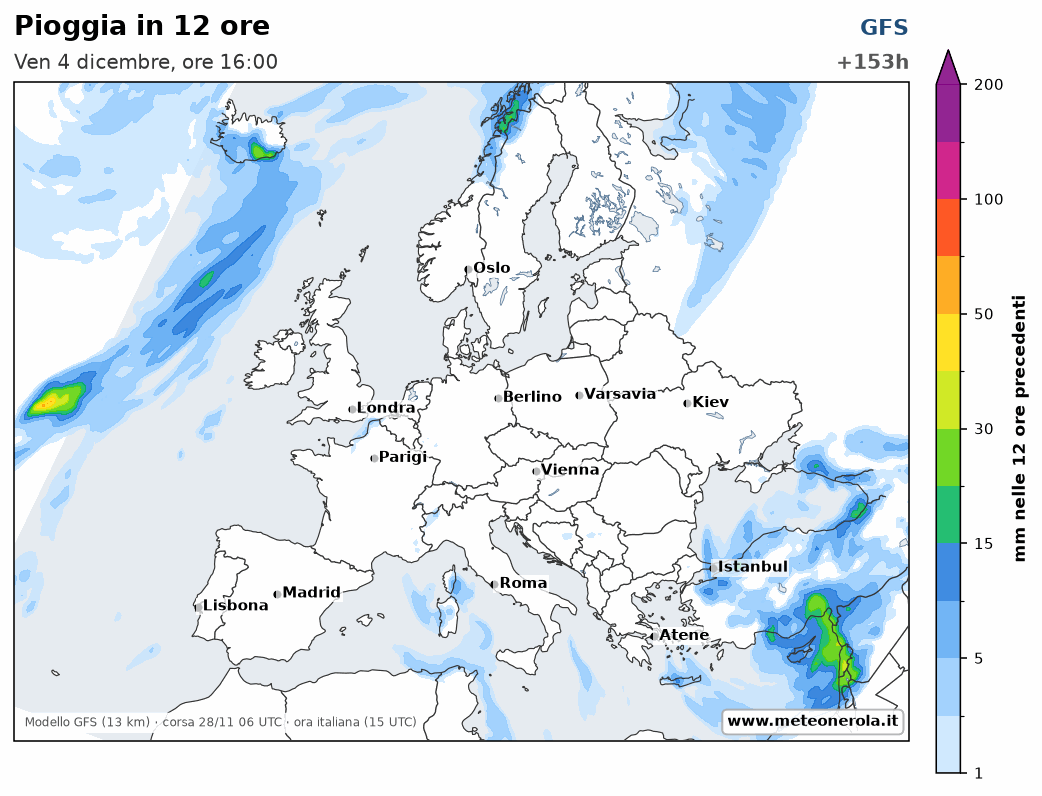 Pioggia in 12 ore
GFS
Ven 4 dicembre, ore 16:00
+153h
200
100
50
30
15
5
1
mm nelle 12 ore precedenti
Oslo
Berlino
Varsavia
Kiev
Londra
Parigi
Vienna
Istanbul
Roma
Madrid
Lisbona
Atene
Modello GFS (13 km) · corsa 28/11 06 UTC · ora italiana (15 UTC)
www.meteonerola.it